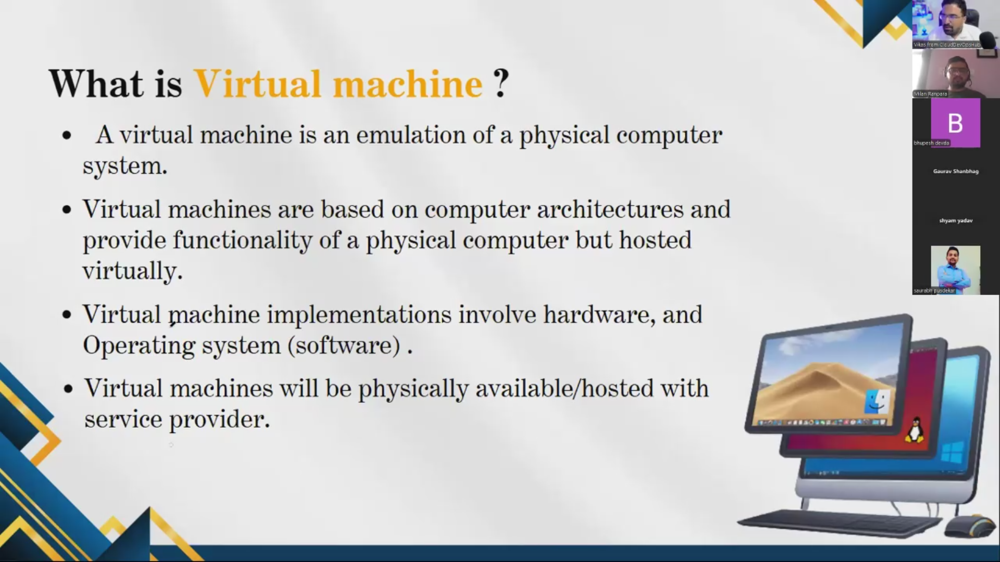 What is Virtual machine ?
• A virtual machine is an emulation of a physical computer
system.
• Virtual machines are based on computer architectures and
provide functionality of a physical computer but hosted
virtually.
• Virtual machine implementations involve hardware, and
Operating system (software) .
• Virtual machines will be physically available/hosted with
service provider.
Vikas from CloudDevOpsHub
Milan Ranpara
B
bhupesh devda
Gaurav Shanbhag
shyam yadav
saurabh pusdekar